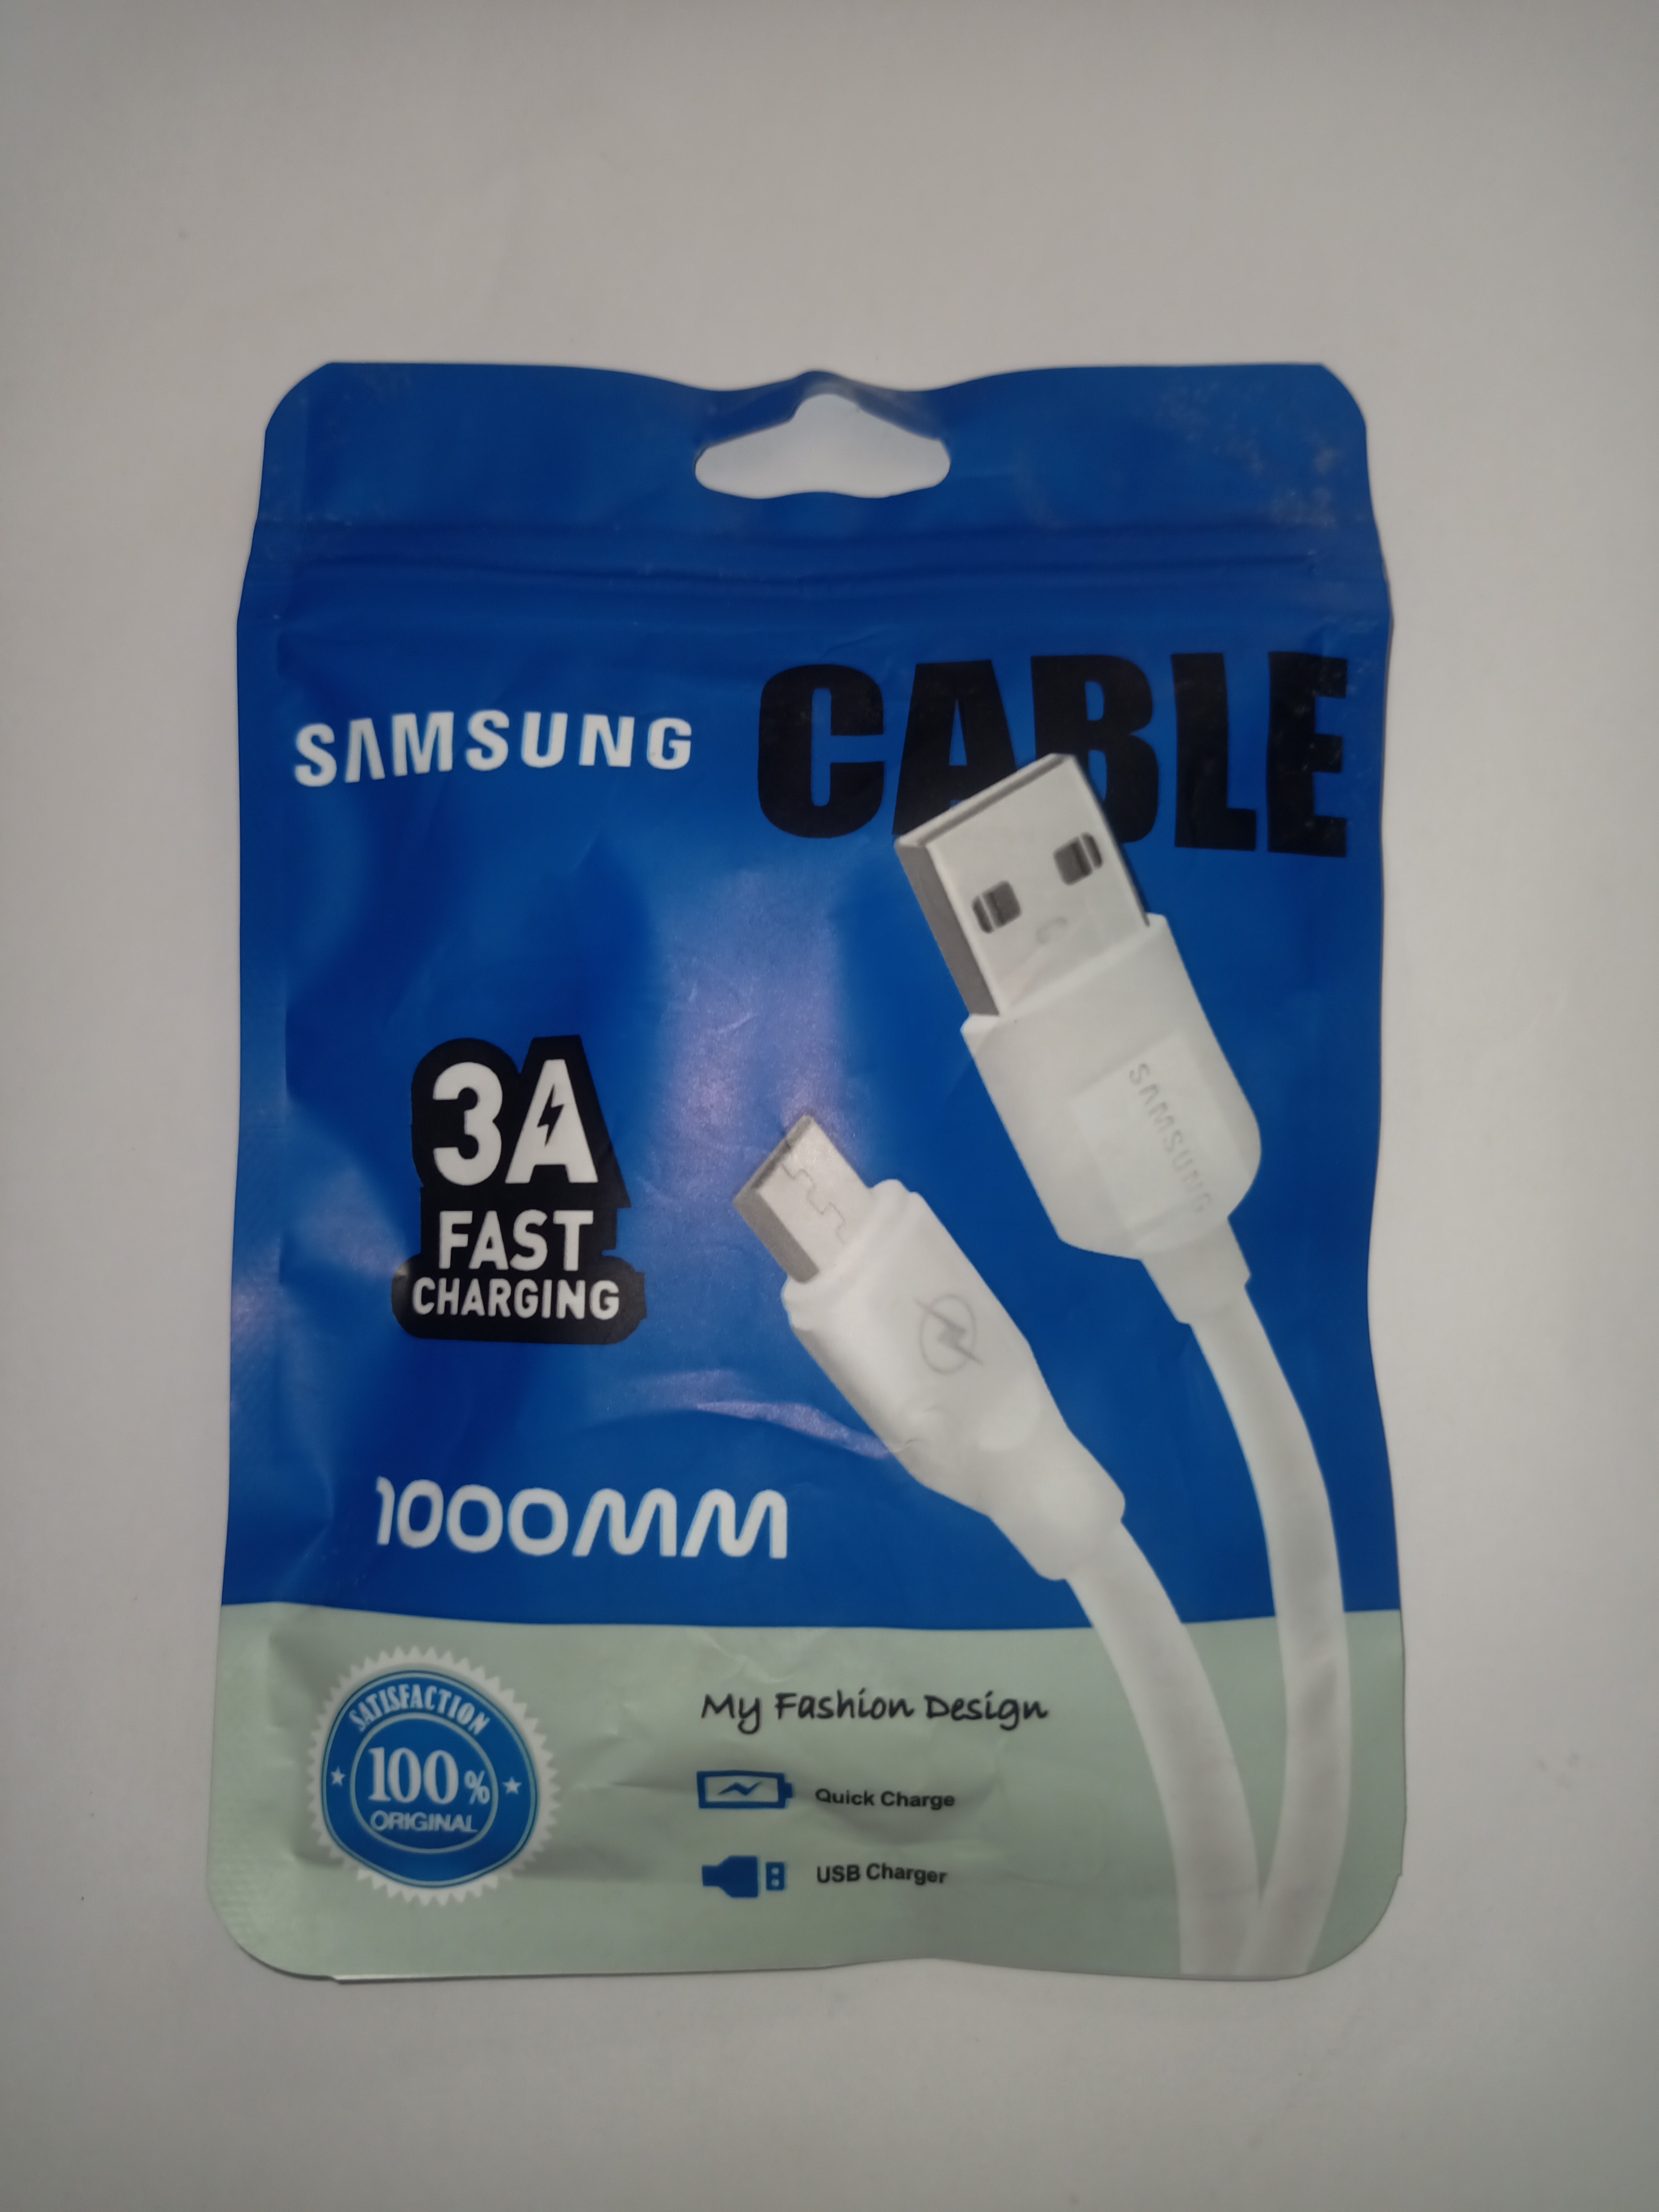 SAMSUNG
CABLE
SAMSUNG
3A
FAST
CHARGING
1000MM
SATISFACTION
100%
ORIGINAL
My Fashion Design
Quick Charge
USB Charger